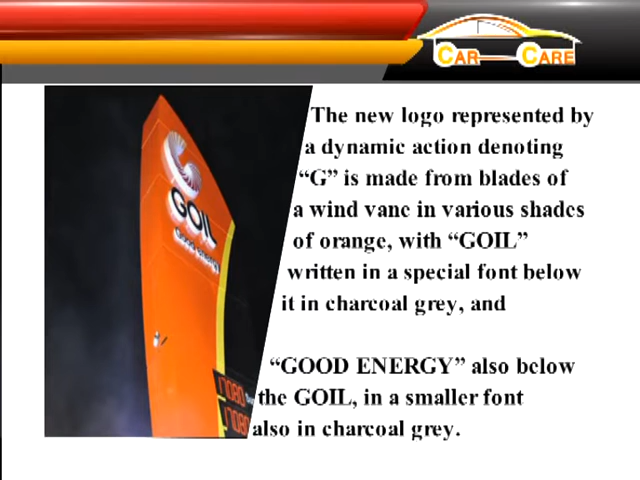 CAR CARE
The new logo represented by
a dynamic action denoting
“G” is made from blades of
a wind vane in various shades
of orange, with “GOIL”
written in a special font below
it in charcoal grey, and
“GOOD ENERGY” also below
the GOIL, in a smaller font
also in charcoal grey.
GOIL
Good energy